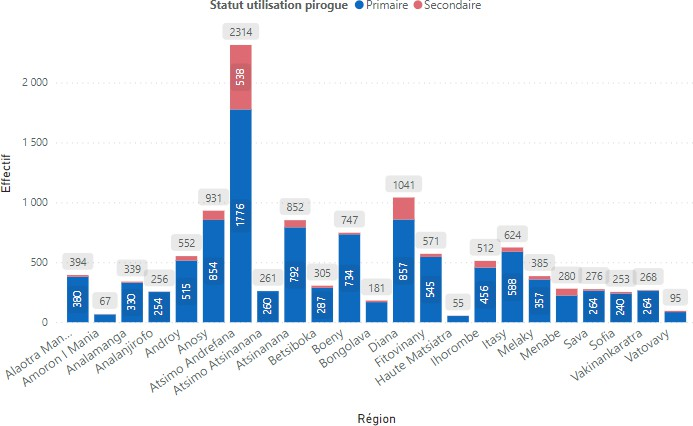 Statut utilisation pirogue Primaire Secondaire
Effectif
2 000
1 500
1 000
500
0
394
67
339
256
552
931
2314
261
852
305
747
181
1041
571
55
512
624
385
280
276
253
268
95
538
380
330
254
515
854
1776
260
792
287
734
857
545
456
588
357
264
240
264
Alaotra Man...
Amoron I Mania
Analamanga
Analanjirofo
Androy
Anosy
Atsimo Andrefana
Atsimo Atsinanana
Atsinanana
Betsiboka
Boeny
Bongolava
Diana
Fitovinany
Haute Matsiatra
Ihorombe
Itasy
Melaky
Menabe
Sava
Sofia
Vakinankaratra
Vatovavy
Région